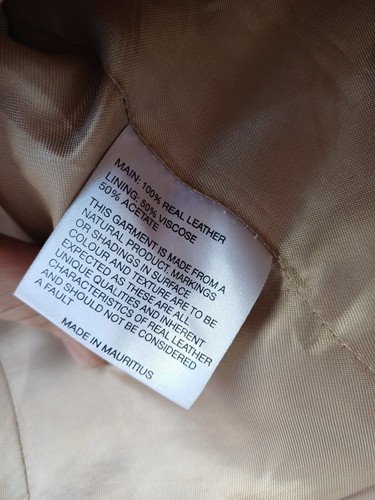 MAIN: 100% REAL LEATHER
LINING: 50% VISCOSE
50% ACETATE
THIS GARMENT IS MADE FROM A
NATURAL PRODUCT, MARKINGS
OR SHADINGS IN SURFACE
COLOUR AND TEXTURE ARE TO BE
EXPECTED AS THESE ARE ALL
UNIQUE QUALITIES AND INHERENT
CHARACTERISTICS OF REAL LEATHER
AND SHOULD NOT BE CONSIDERED
A FAULT
MADE IN MAURITIUS